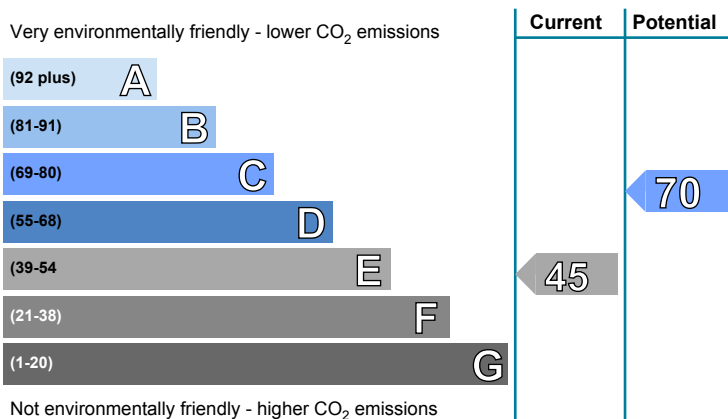 Very environmentally friendly - lower CO₂ emissions
Current
Potential
(92 plus) A
(81-91) B
(69-80) C
(55-68) D
(39-54 E
(21-38) F
(1-20) G
45
70
Not environmentally friendly - higher CO₂ emissions